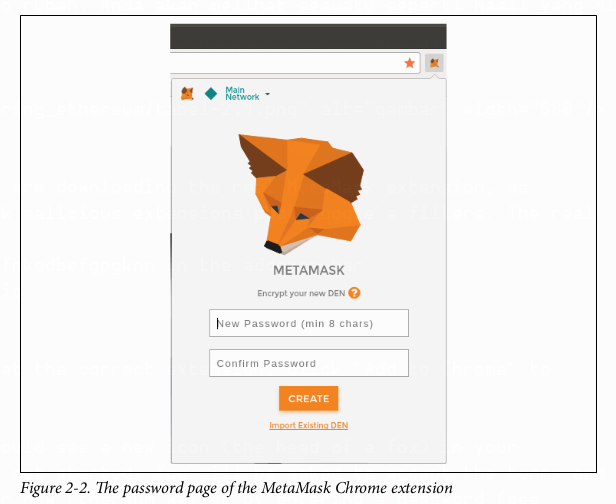 Main
Network
METAMASK
Encrypt your new DEN ?
New Password (min 8 chars)
Confirm Password
CREATE
Import Existing DEN
Figure 2-2. The password page of the MetaMask Chrome extension